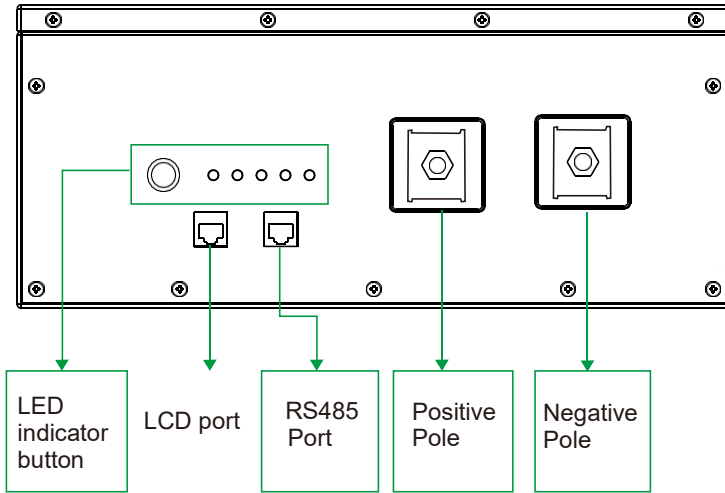 LED
indicator
button
LCD port
RS485
Port
Positive
Pole
Negative
Pole